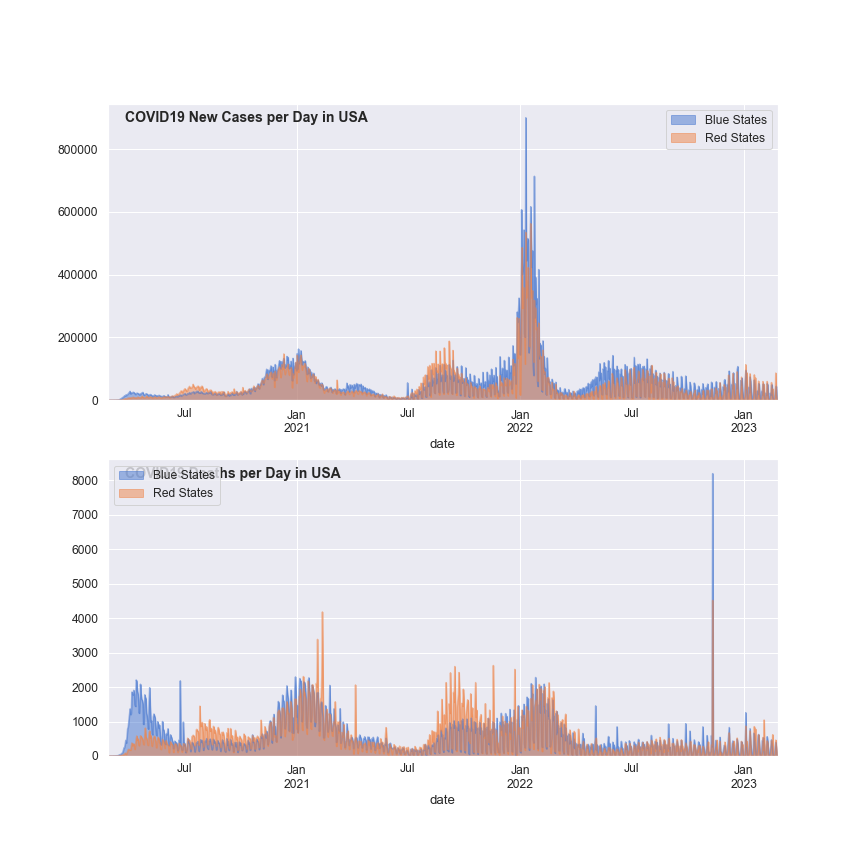 COVID19 New Cases per Day in USA
Blue States
Red States
800000
600000
400000
200000
0
Jul
Jan
Jul
Jan
Jul
Jan
2021
2022
2023
date
COVID19 Deaths per Day in USA
Blue States
Red States
8000
7000
6000
5000
4000
3000
2000
1000
0
Jul
Jan
Jul
Jan
Jul
Jan
2021
2022
2023
date